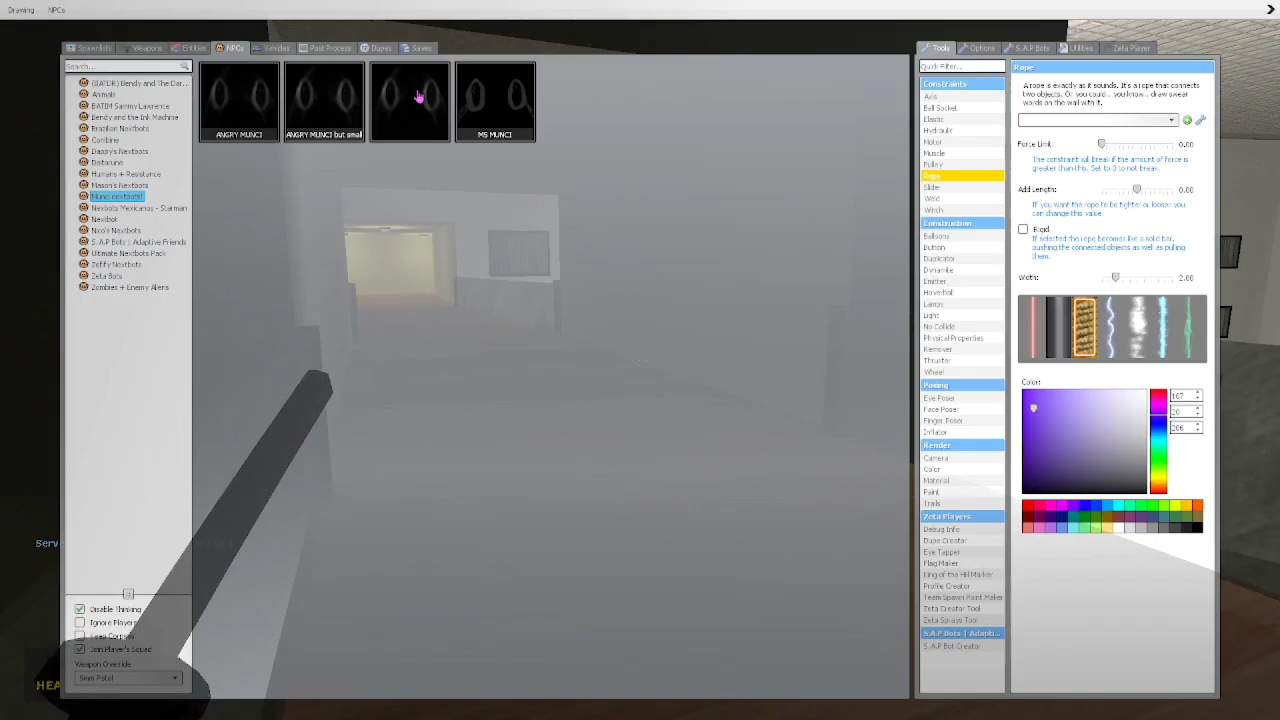 Drawing NPCs
Spawnlists Weapons Entities NPCs Vehicles Post Process Dupes Saves
Search...
(BATDR) Bendy and The Dar...
Animals
BATIM Sammy Lawrence
Bendy and the Ink Machine
Brazilian Nextbots
Combine
Dappy's Nextbots
Deltarune
Humans + Resistance
Mason's Nextbots
Munci nextbots!
Nextbots Mexicanos - Starman
Nextbot
Nico's Nextbots
S.A.P Bots | Adaptive Friends
Ultimate Nextbots Pack
Zeffy Nextbots
Zeta Bots
Zombies + Enemy Aliens
ANGRY MUNCI
ANGRY MUNCI but smal
MS MUNCI
Disable Thinking
Ignore Players
Keep Corpses
Join Player's Squad
Weapon Override
9mm Pistol
Serve
HEA
Tools Options S.A.P Bots Utilities Zeta Player
Quick Filter...
Constraints
Axis
Ball Socket
Elastic
Hydraulic
Motor
Muscle
Pulley
Rope
Slider
Weld
Winch
Construction
Balloons
Button
Duplicator
Dynamite
Emitter
Hoverball
Lamps
Light
No Collide
Physical Properties
Remover
Thruster
Wheel
Posing
Eye Poser
Face Poser
Finger Poser
Inflator
Render
Camera
Color
Material
Paint
Trails
Zeta Players
Debug Info
Dupe Creator
Eye Tapper
Flag Maker
King of the Hill Marker
Profile Creator
Team Spawn Point Maker
Zeta Creator Tool
Zeta Sprays Tool
S.A.P Bots | Adapti...
S.A.P Bot Creator
Rope
A rope is exactly as it sounds. It's a rope that connects
two objects. Or you could... you know... draw swear
words on the wall with it.
Force Limit: 0.00
The constraint will break if the amount of force is
greater than this. Set to 0 to not break.
Add Length: 0.00
If you want the rope to be tighter or looser you
can change this value
Rigid
If selected the rope becomes like a solid bar,
pushing the connected objects as well as pulling
them.
Width: 2.00
Color:
107
20
206